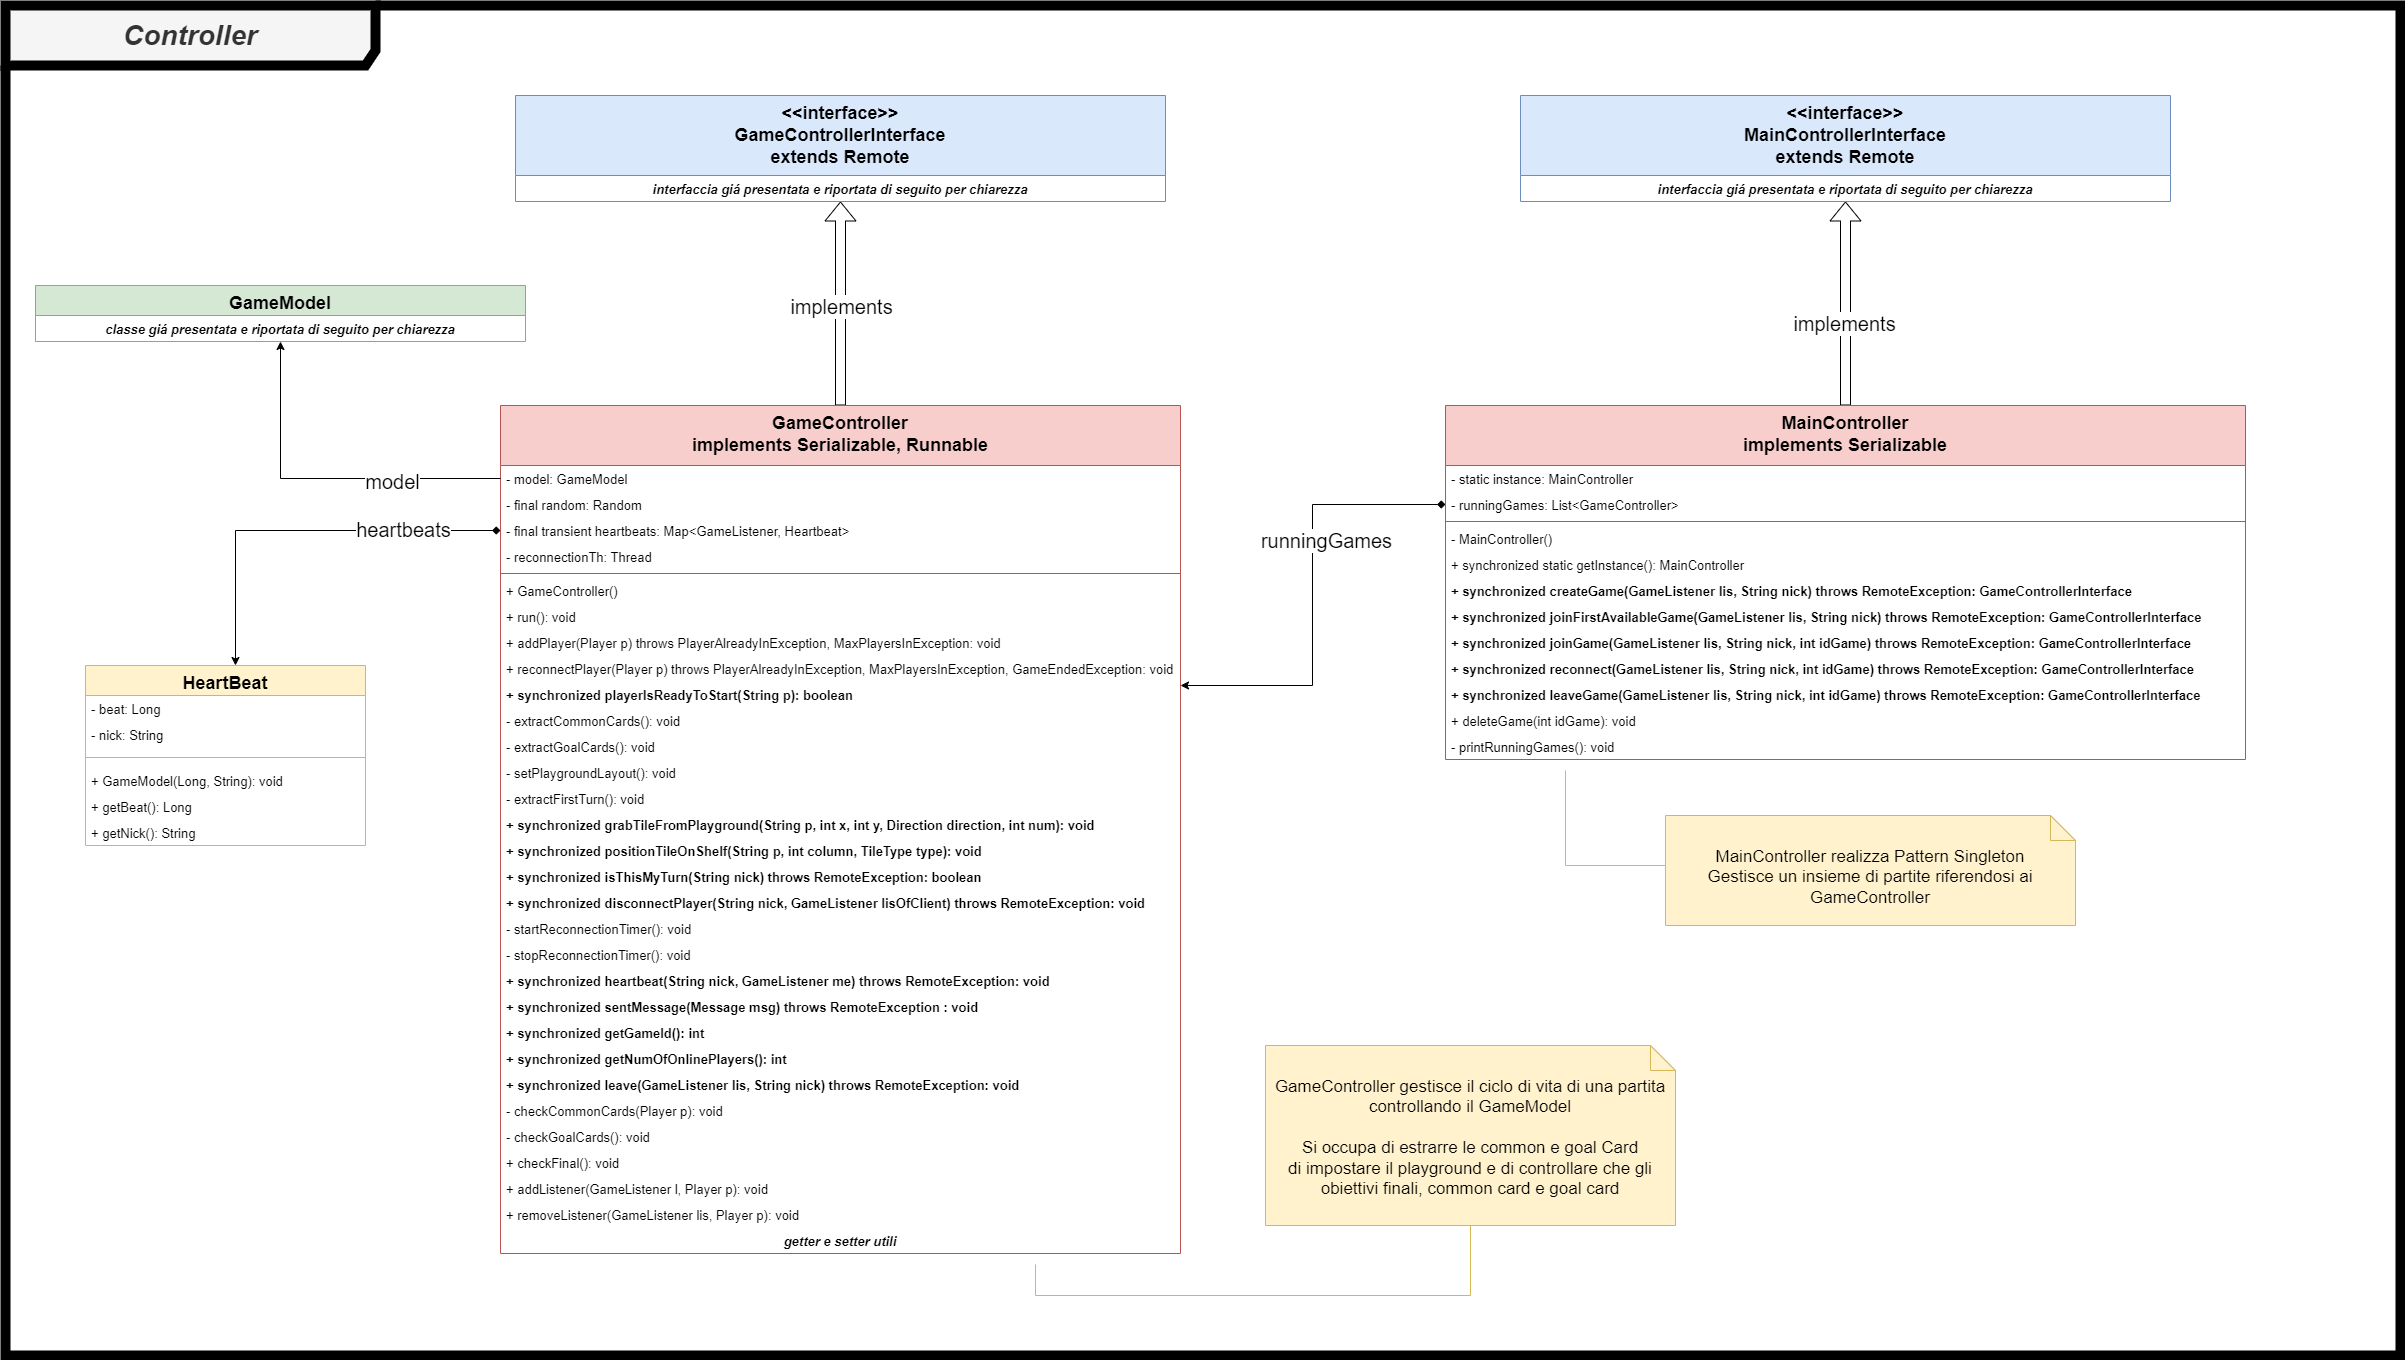 Controller
<<interface>>
GameControllerInterface
extends Remote
interfaccia giá presentata e riportata di seguito per chiarezza
<<interface>>
MainControllerInterface
extends Remote
interfaccia giá presentata e riportata di seguito per chiarezza
implements
implements
GameModel
classe giá presentata e riportata di seguito per chiarezza
model
heartbeats
runningGames
HeartBeat
- beat: Long
- nick: String
+ GameModel(Long, String): void
+ getBeat(): Long
+ getNick(): String
GameController
implements Serializable, Runnable
- model: GameModel
- final random: Random
- final transient heartbeats: Map<GameListener, Heartbeat>
- reconnectionTh: Thread
+ GameController()
+ run(): void
+ addPlayer(Player p) throws PlayerAlreadyInException, MaxPlayersInException: void
+ reconnectPlayer(Player p) throws PlayerAlreadyInException, MaxPlayersInException, GameEndedException: void
+ synchronized playerIsReadyToStart(String p): boolean
- extractCommonCards(): void
- extractGoalCards(): void
- setPlaygroundLayout(): void
- extractFirstTurn(): void
+ synchronized grabTileFromPlayground(String p, int x, int y, Direction direction, int num): void
+ synchronized positionTileOnShelf(String p, int column, TileType type): void
+ synchronized isThisMyTurn(String nick) throws RemoteException: boolean
+ synchronized disconnectPlayer(String nick, GameListener lisOfClient) throws RemoteException: void
- startReconnectionTimer(): void
- stopReconnectionTimer(): void
+ synchronized heartbeat(String nick, GameListener me) throws RemoteException: void
+ synchronized sentMessage(Message msg) throws RemoteException : void
+ synchronized getGameId(): int
+ synchronized getNumOfOnlinePlayers(): int
+ synchronized leave(GameListener lis, String nick) throws RemoteException: void
- checkCommonCards(Player p): void
- checkGoalCards(): void
+ checkFinal(): void
+ addListener(GameListener l, Player p): void
+ removeListener(GameListener lis, Player p): void
getter e setter utili
MainController
implements Serializable
- static instance: MainController
- runningGames: List<GameController>
- MainController()
+ synchronized static getInstance(): MainController
+ synchronized createGame(GameListener lis, String nick) throws RemoteException: GameControllerInterface
+ synchronized joinFirstAvailableGame(GameListener lis, String nick) throws RemoteException: GameControllerInterface
+ synchronized joinGame(GameListener lis, String nick, int idGame) throws RemoteException: GameControllerInterface
+ synchronized reconnect(GameListener lis, String nick, int idGame) throws RemoteException: GameControllerInterface
+ synchronized leaveGame(GameListener lis, String nick, int idGame) throws RemoteException: GameControllerInterface
+ deleteGame(int idGame): void
- printRunningGames(): void
MainController realizza Pattern Singleton
Gestisce un insieme di partite riferendosi ai
GameController
GameController gestisce il ciclo di vita di una partita
controllando il GameModel
Si occupa di estrarre le common e goal Card
di impostare il playground e di controllare che gli
obiettivi finali, common card e goal card